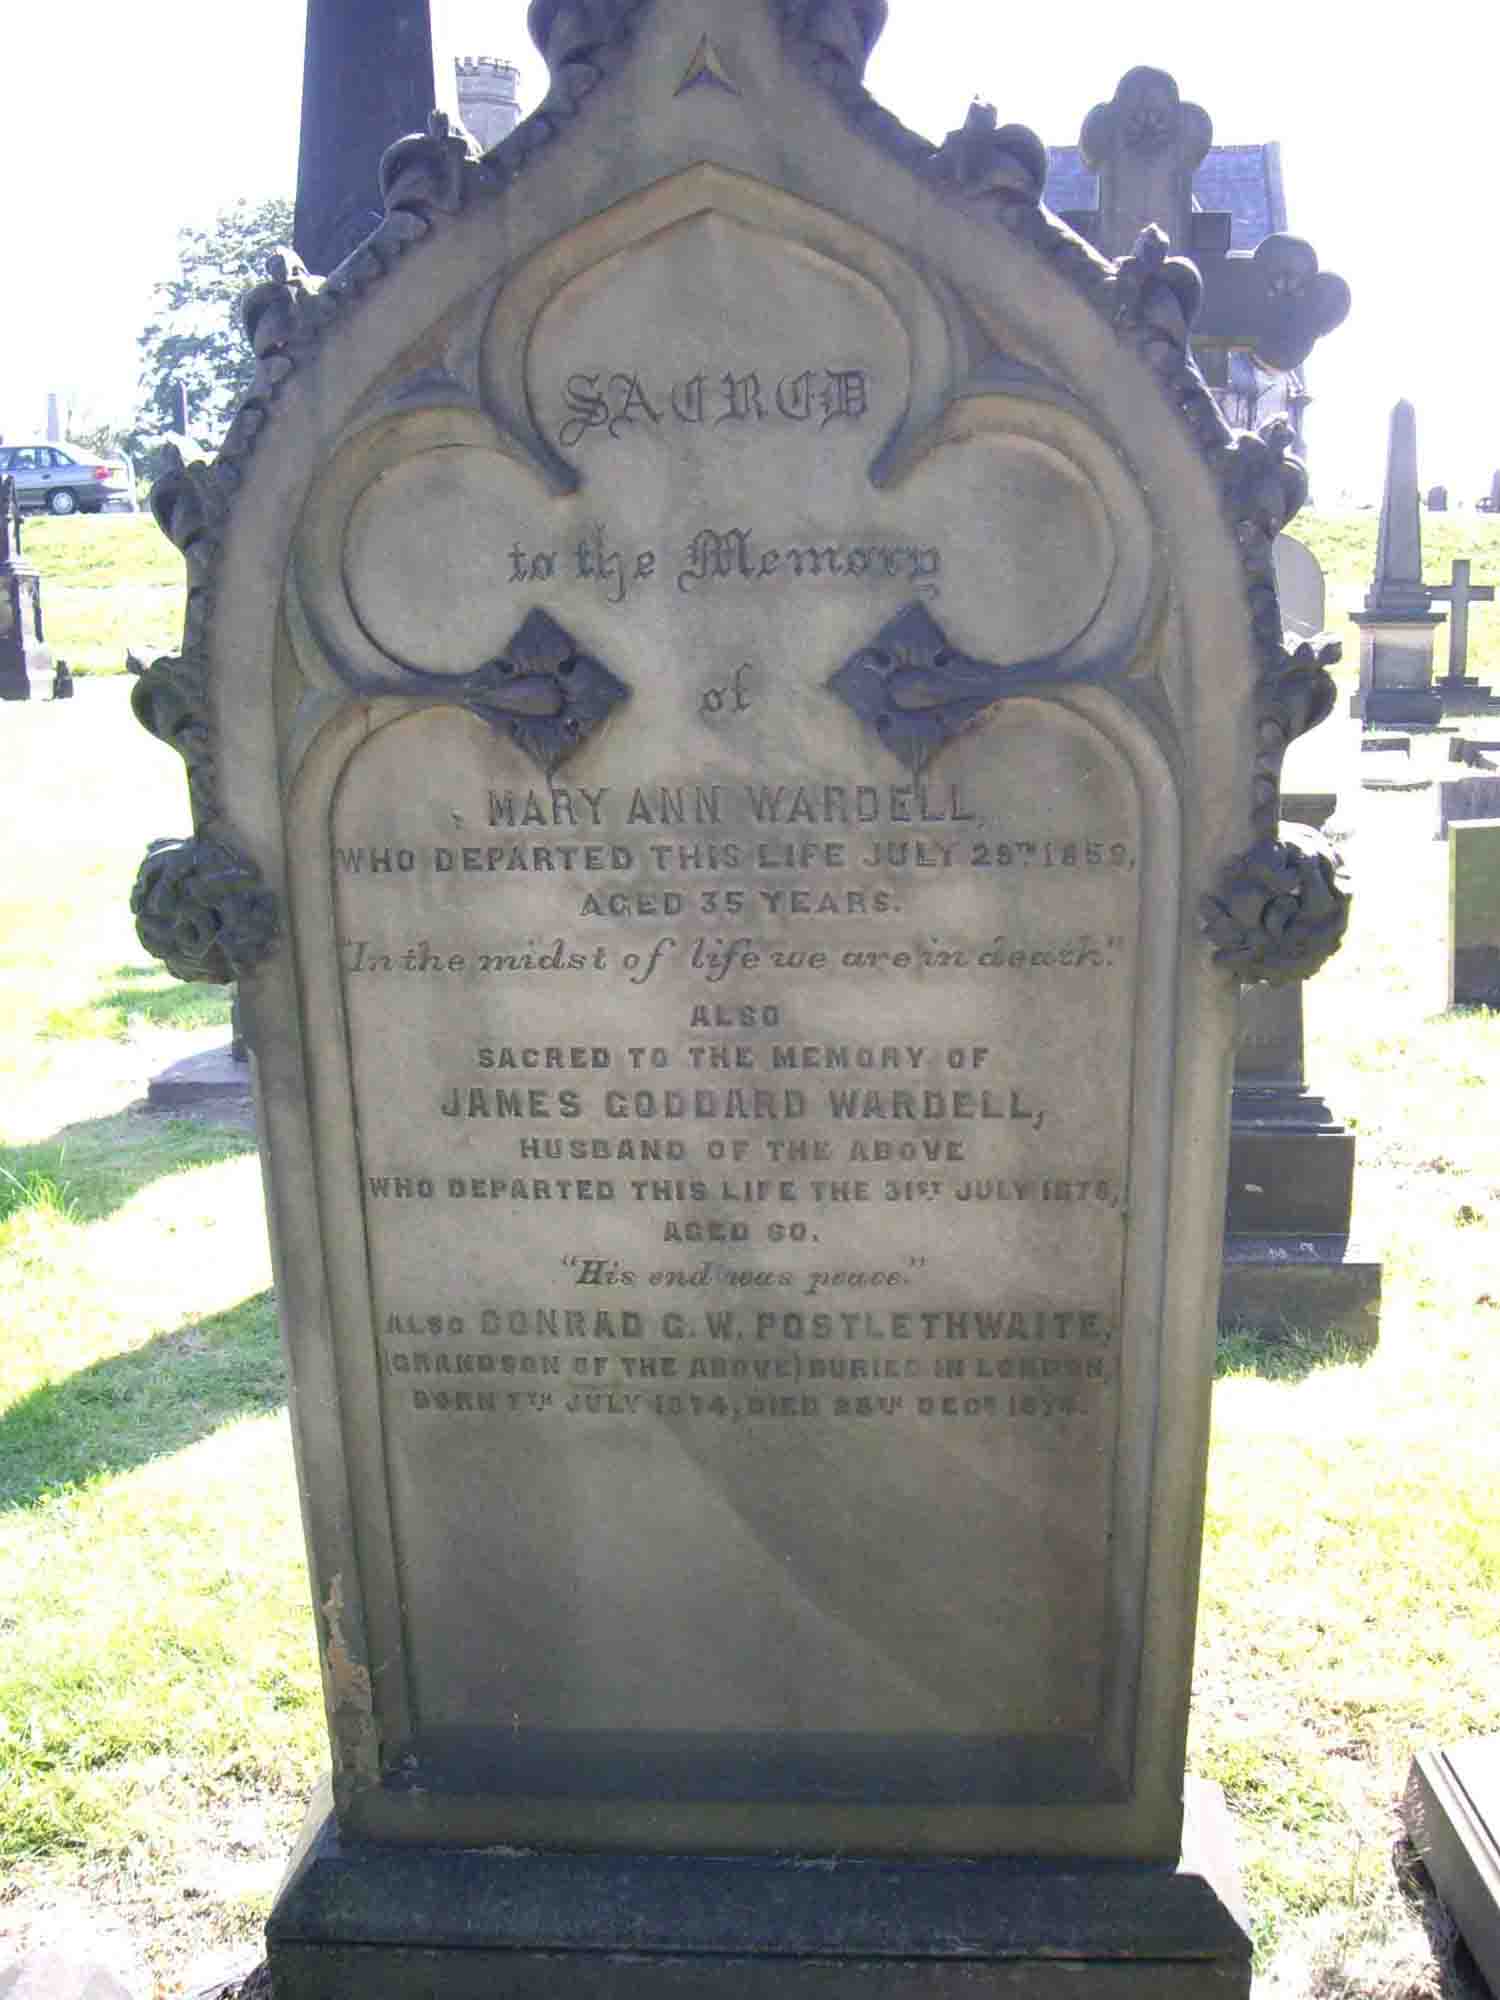 SACRED
to the Memory
of
MARY ANN WARDELL,
WHO DEPARTED THIS LIFE JULY 29TH 1859,
AGED 35 YEARS.
"In the midst of life we are in death."
ALSO
SACRED TO THE MEMORY OF
JAMES GODDARD WARDELL,
HUSBAND OF THE ABOVE
WHO DEPARTED THIS LIFE THE 31ST JULY 1876,
AGED 60.
"His end was peace."
ALSO CONRAD G. W. POSTLETHWAITE,
(GRANDSON OF THE ABOVE) BURIED IN LONDON,
BORN 7TH JULY 1874, DIED 28TH DECR 1874.